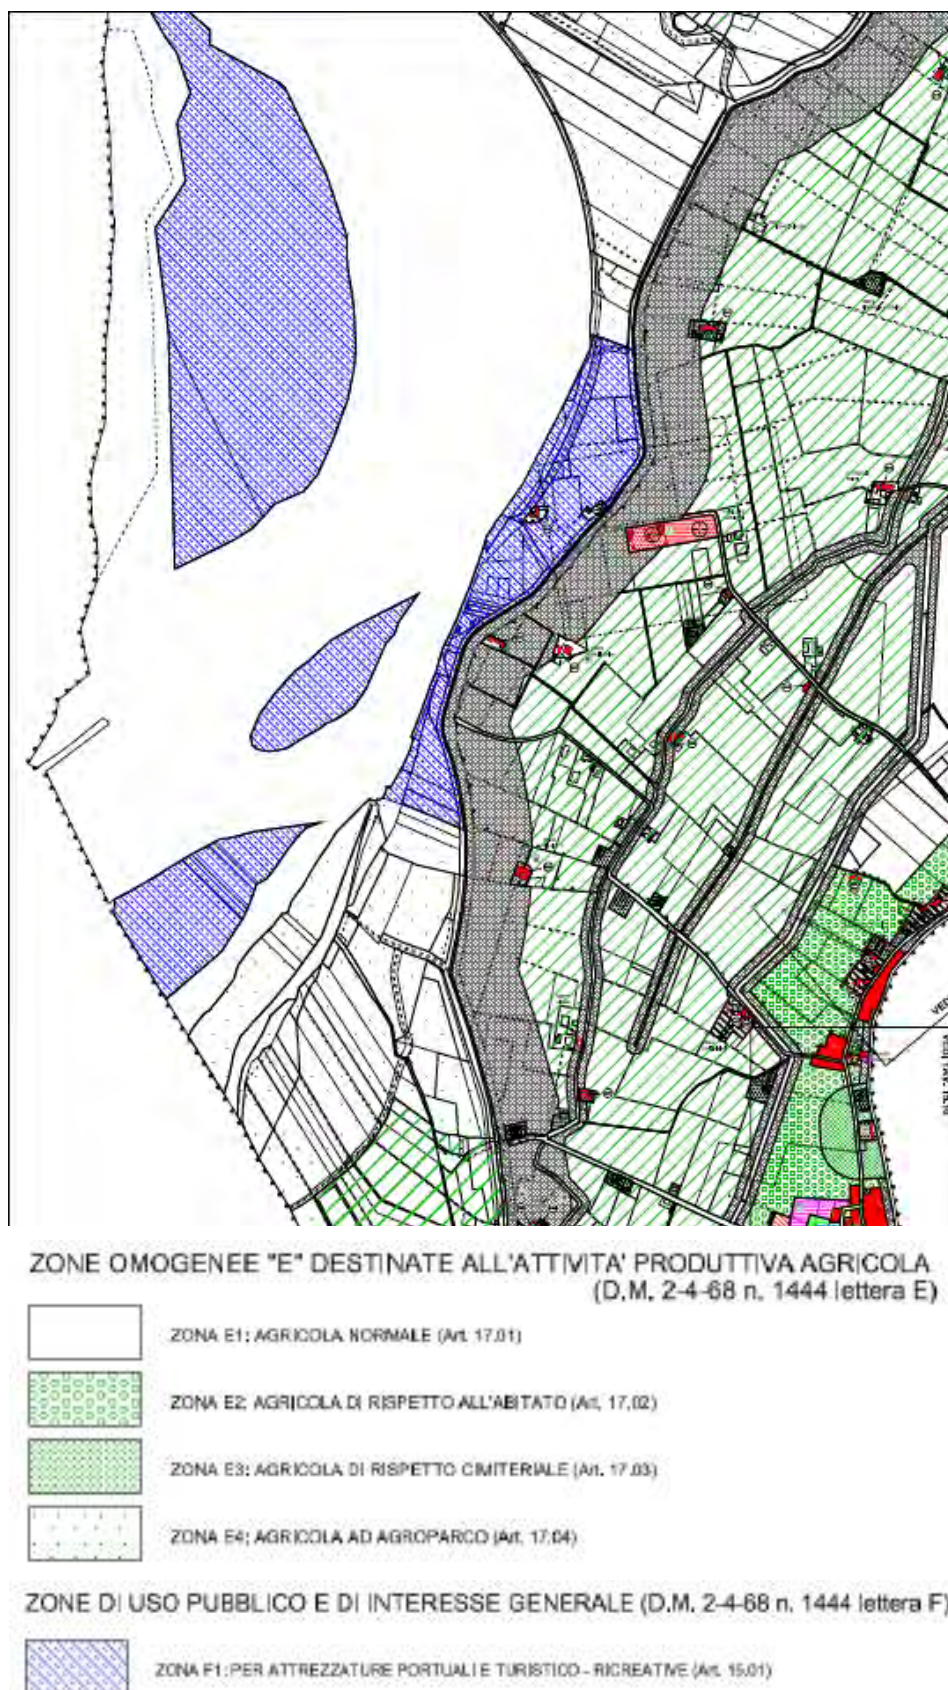 ZONE OMOGENEE "E" DESTINATE ALL'ATTIVITA' PRODUTTIVA AGRICOLA
(D.M. 2-4-68 n. 1444 lettera E)
ZONA E1: AGRICOLA NORMALE (Art. 17.01)
ZONA E2: AGRICOLA DI RISPETTO ALL'ABITATO (Art. 17.02)
ZONA E3: AGRICOLA DI RISPETTO CIMITERIALE (Art. 17.03)
ZONA E4: AGRICOLA AD AGROPARCO (Art. 17.04)
ZONE DI USO PUBBLICO E DI INTERESSE GENERALE (D.M. 2-4-68 n. 1444 lettera F)
ZONA F1: PER ATTREZZATURE PORTUALI E TURISTICO - RICREATIVE (Art. 15.01)